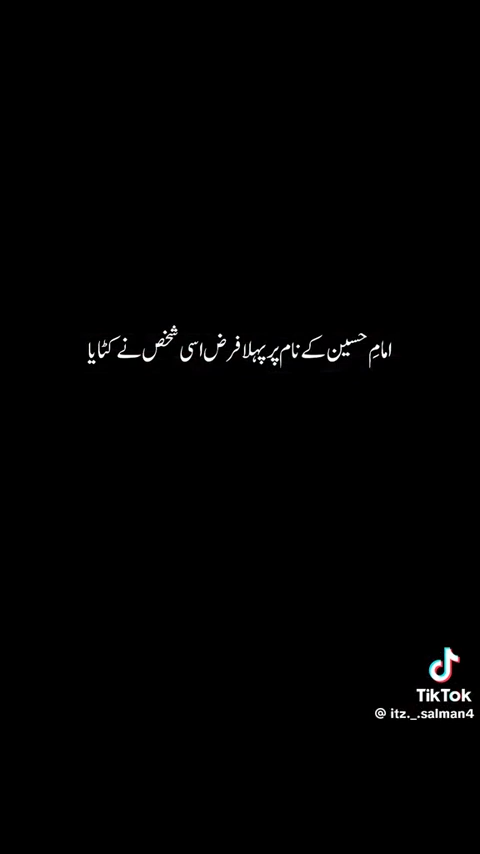 امامِ حسین کے نام پر پہلا فرض اسی شخص نے کٹایا
TikTok
@ itz._.salman4